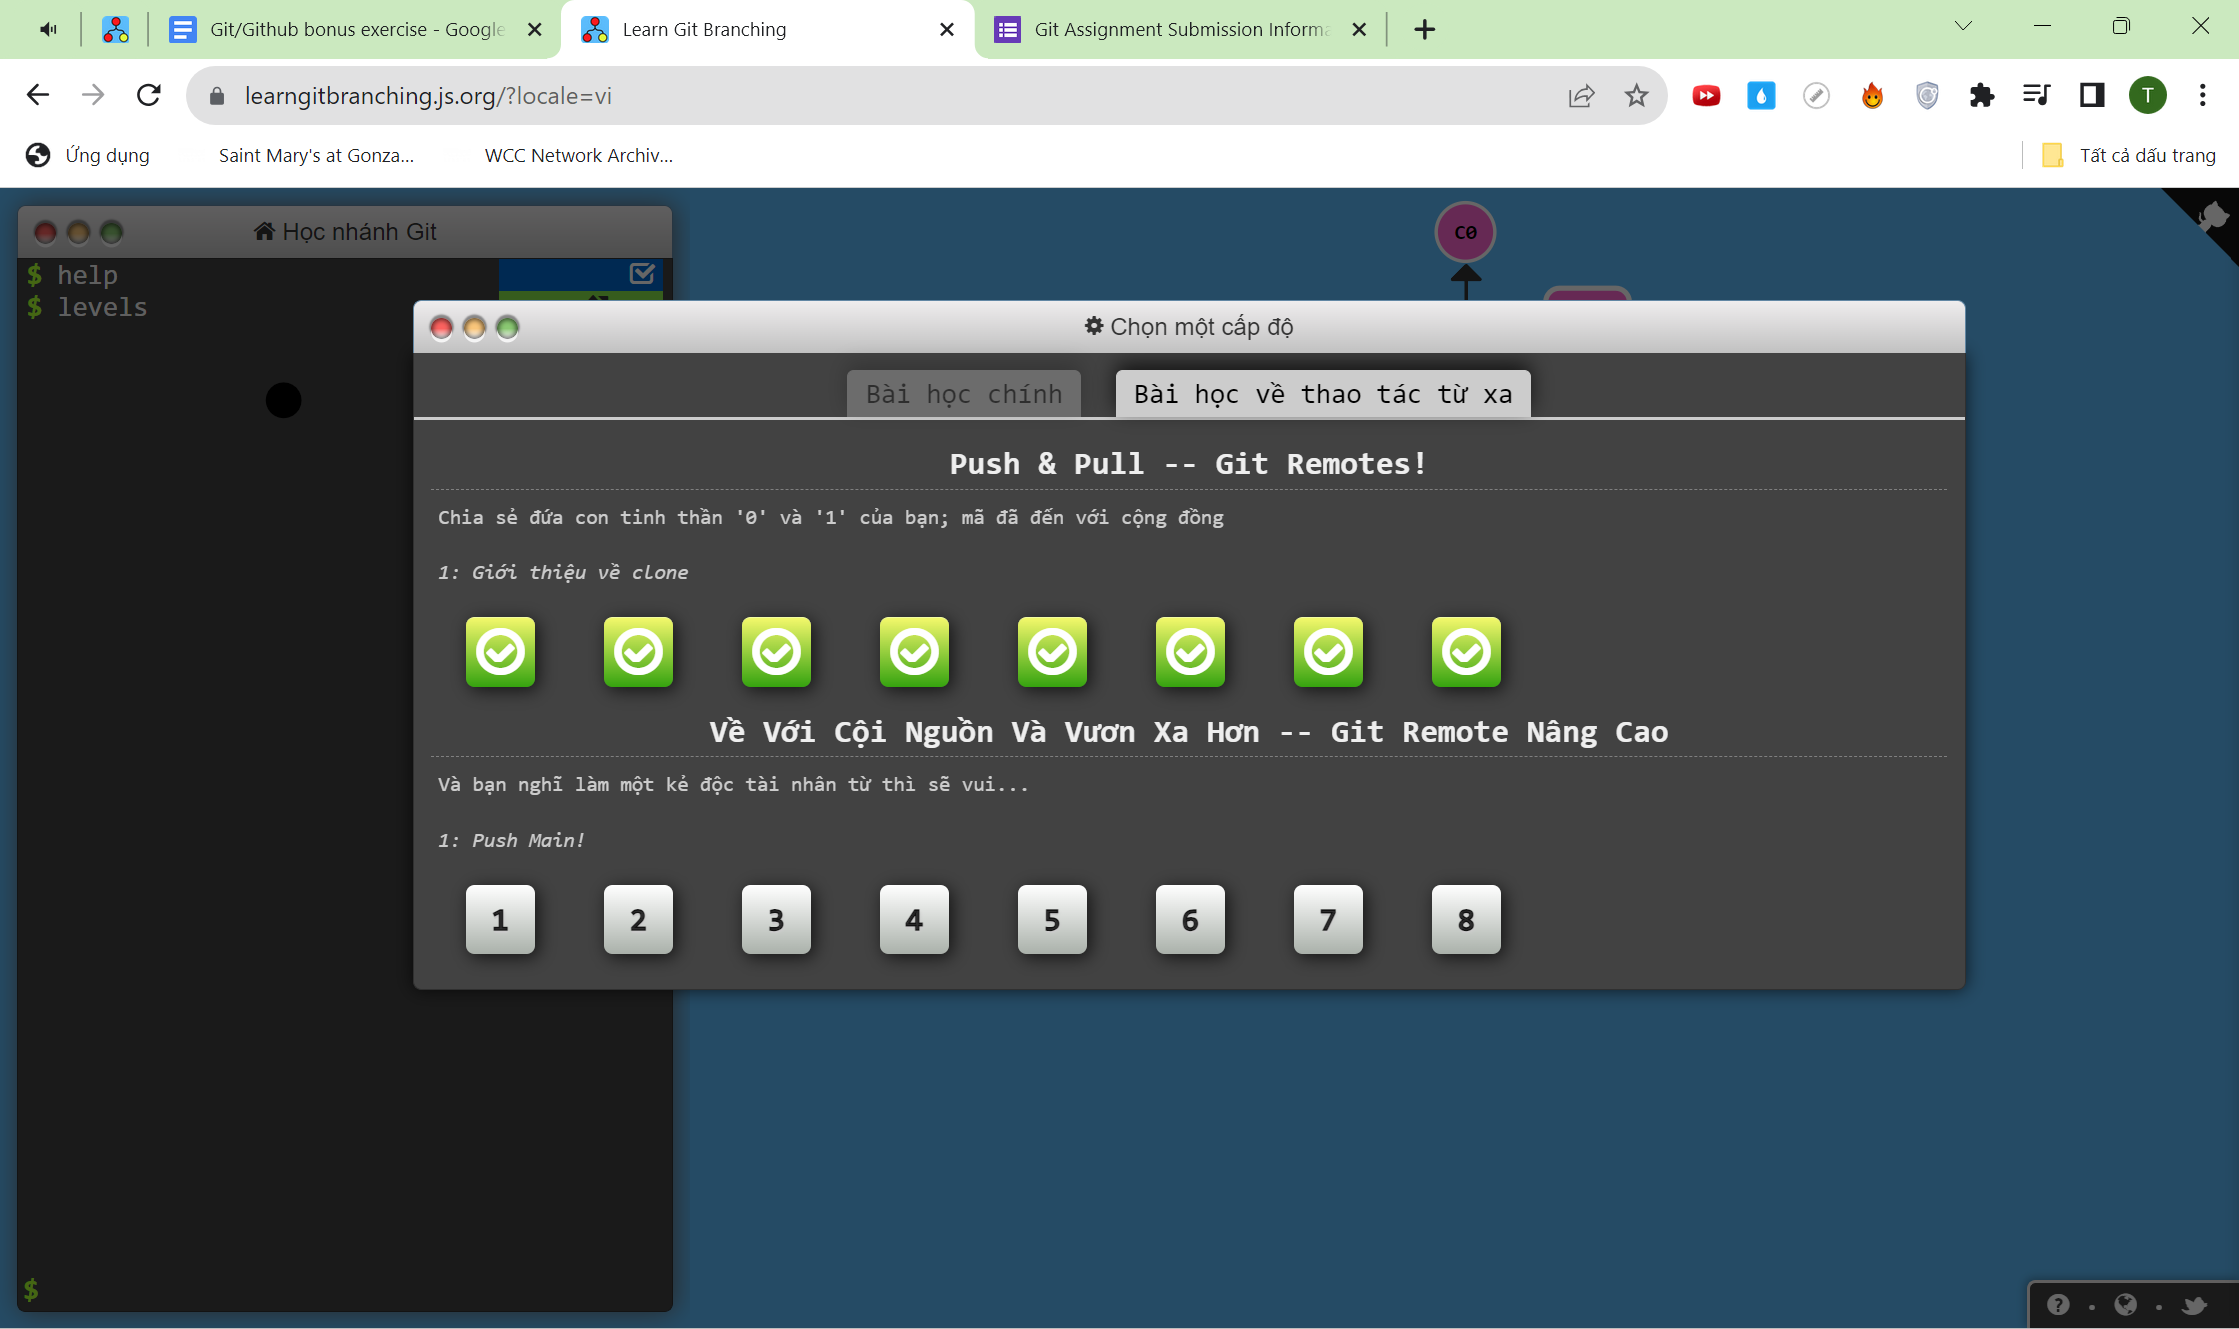 Git/Github bonus exercise - Google
Learn Git Branching
Git Assignment Submission Informa
learngitbranching.js.org/?locale=vi
T
Ứng dụng
Saint Mary's at Gonza...
WCC Network Archiv...
Tất cả dấu trang
Học nhánh Git
$ help
$ levels
C0
Chọn một cấp độ
Bài học chính
Bài học về thao tác từ xa
Push & Pull -- Git Remotes!
Chia sẻ đứa con tinh thần '0' và '1' của bạn; mã đã đến với cộng đồng
1: Giới thiệu về clone
Về Với Cội Nguồn Và Vươn Xa Hơn -- Git Remote Nâng Cao
Và bạn nghĩ làm một kẻ độc tài nhân từ thì sẽ vui...
1: Push Main!
1 2 3 4 5 6 7 8
$